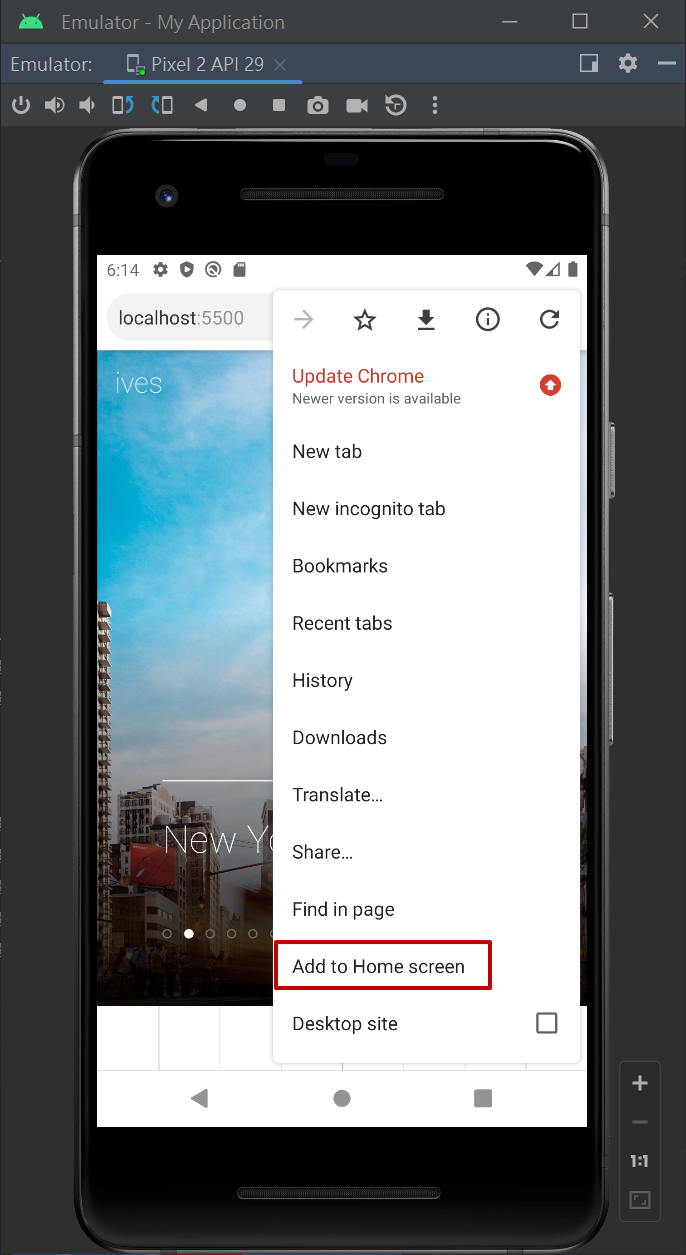 Emulator - My Application
Emulator:
Pixel 2 API 29
6:14
localhost:5500
ives
Update Chrome
Newer version is available
New tab
New incognito tab
Bookmarks
Recent tabs
History
Downloads
Translate…
Share…
New Yo
Find in page
Add to Home screen
Desktop site
1:1